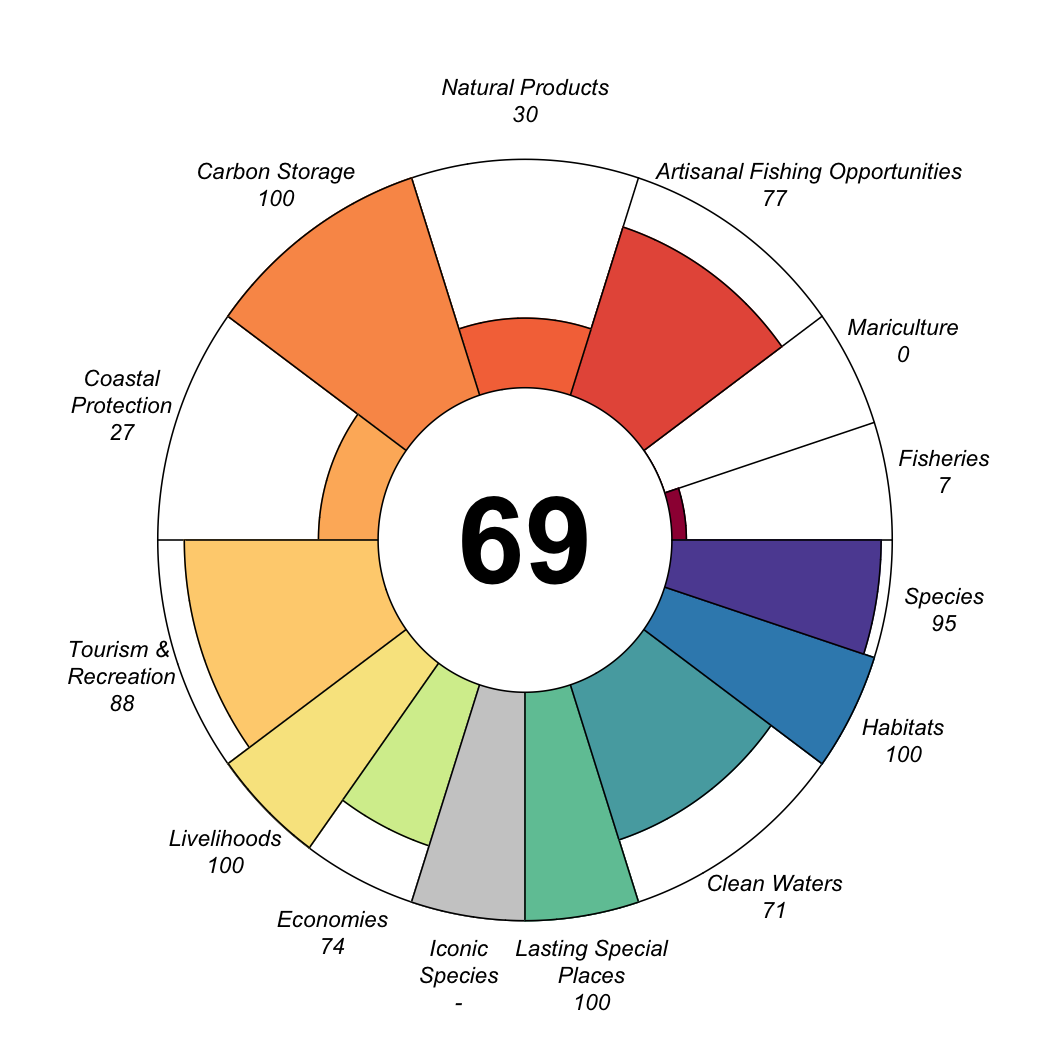 Natural Products
30
Artisanal Fishing Opportunities
77
Carbon Storage
100
Mariculture
0
Coastal
Protection
27
Fisheries
7
69
Species
95
Tourism &
Recreation
88
Habitats
100
Livelihoods
100
Clean Waters
71
Economies
74
Iconic
Species
-
Lasting Special
Places
100